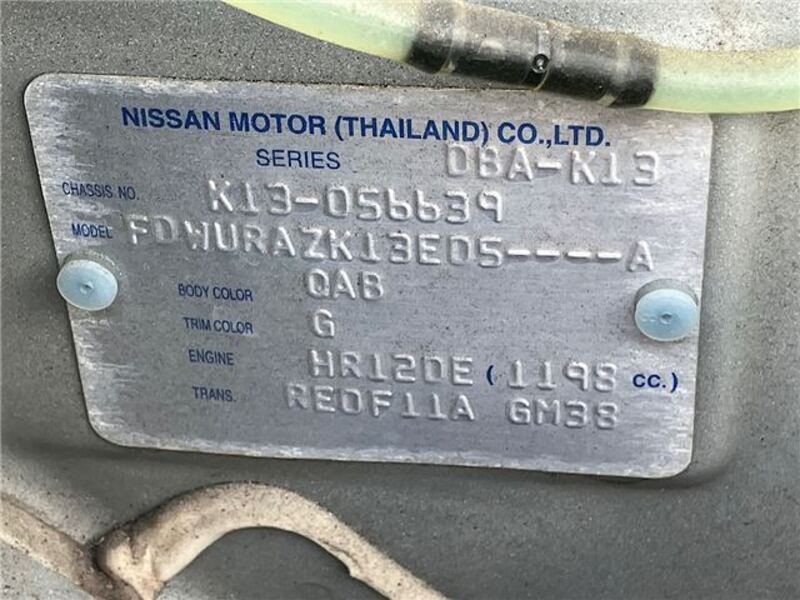 NISSAN MOTOR (THAILAND) CO.,LTD.
SERIES DBA-K13
CHASSIS NO. K13-056639
MODEL FDWURAZK13EDS----A
BODY COLOR QAB
TRIM COLOR G
ENGINE HR12DE ( 1198 CC.)
TRANS. RE0F11A GM38